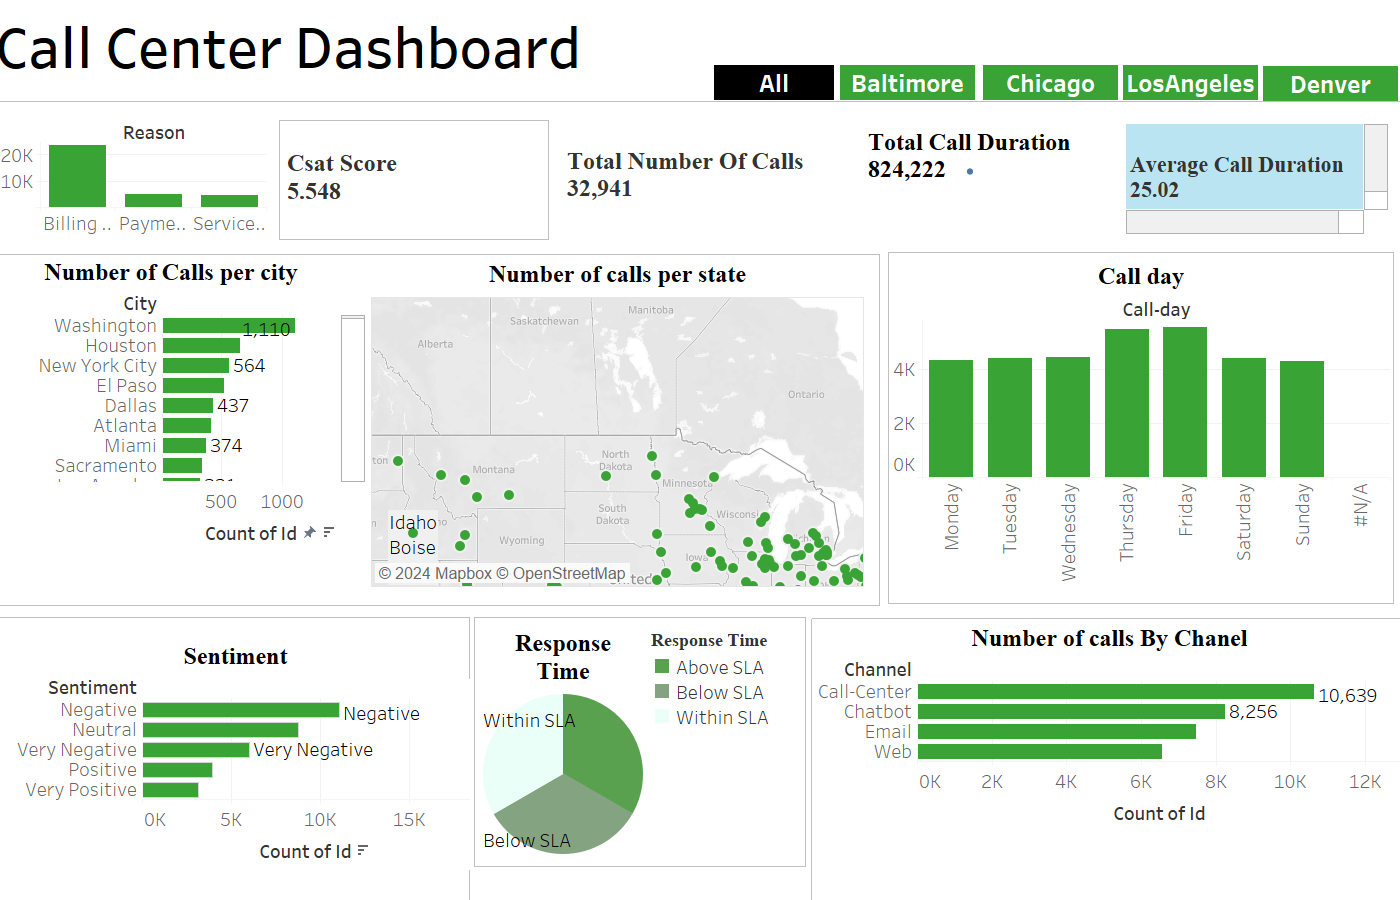 Call Center Dashboard
All
Baltimore
Chicago
LosAngeles
Denver
Reason
20K
10K
Billing ..
Payme..
Service..
Csat Score
5.548
Total Number Of Calls
32,941
Total Call Duration
824,222
Average Call Duration
25.02
Number of Calls per city
City
Washington
1,110
Houston
New York City
564
El Paso
Dallas
437
Atlanta
Miami
374
Sacramento
500
1000
Count of Id
Number of calls per state
Manitoba
Saskatchewan
Alberta
Ontario
ton
Montana
North
Dakota
Minnesota
South
Dakota
Wisconsi
Idaho
Boise
Wyoming
Iowa
© 2024 Mapbox © OpenStreetMap
Call day
Call-day
4K
2K
0K
Monday
Tuesday
Wednesday
Thursday
Friday
Saturday
Sunday
#N/A
Sentiment
Sentiment
Negative
Negative
Neutral
Very Negative
Very Negative
Positive
Very Positive
0K
5K
10K
15K
Count of Id
Response
Time
Within SLA
Below SLA
Response Time
Above SLA
Below SLA
Within SLA
Number of calls By Chanel
Channel
Call-Center
10,639
Chatbot
8,256
Email
Web
0K
2K
4K
6K
8K
10K
12K
Count of Id